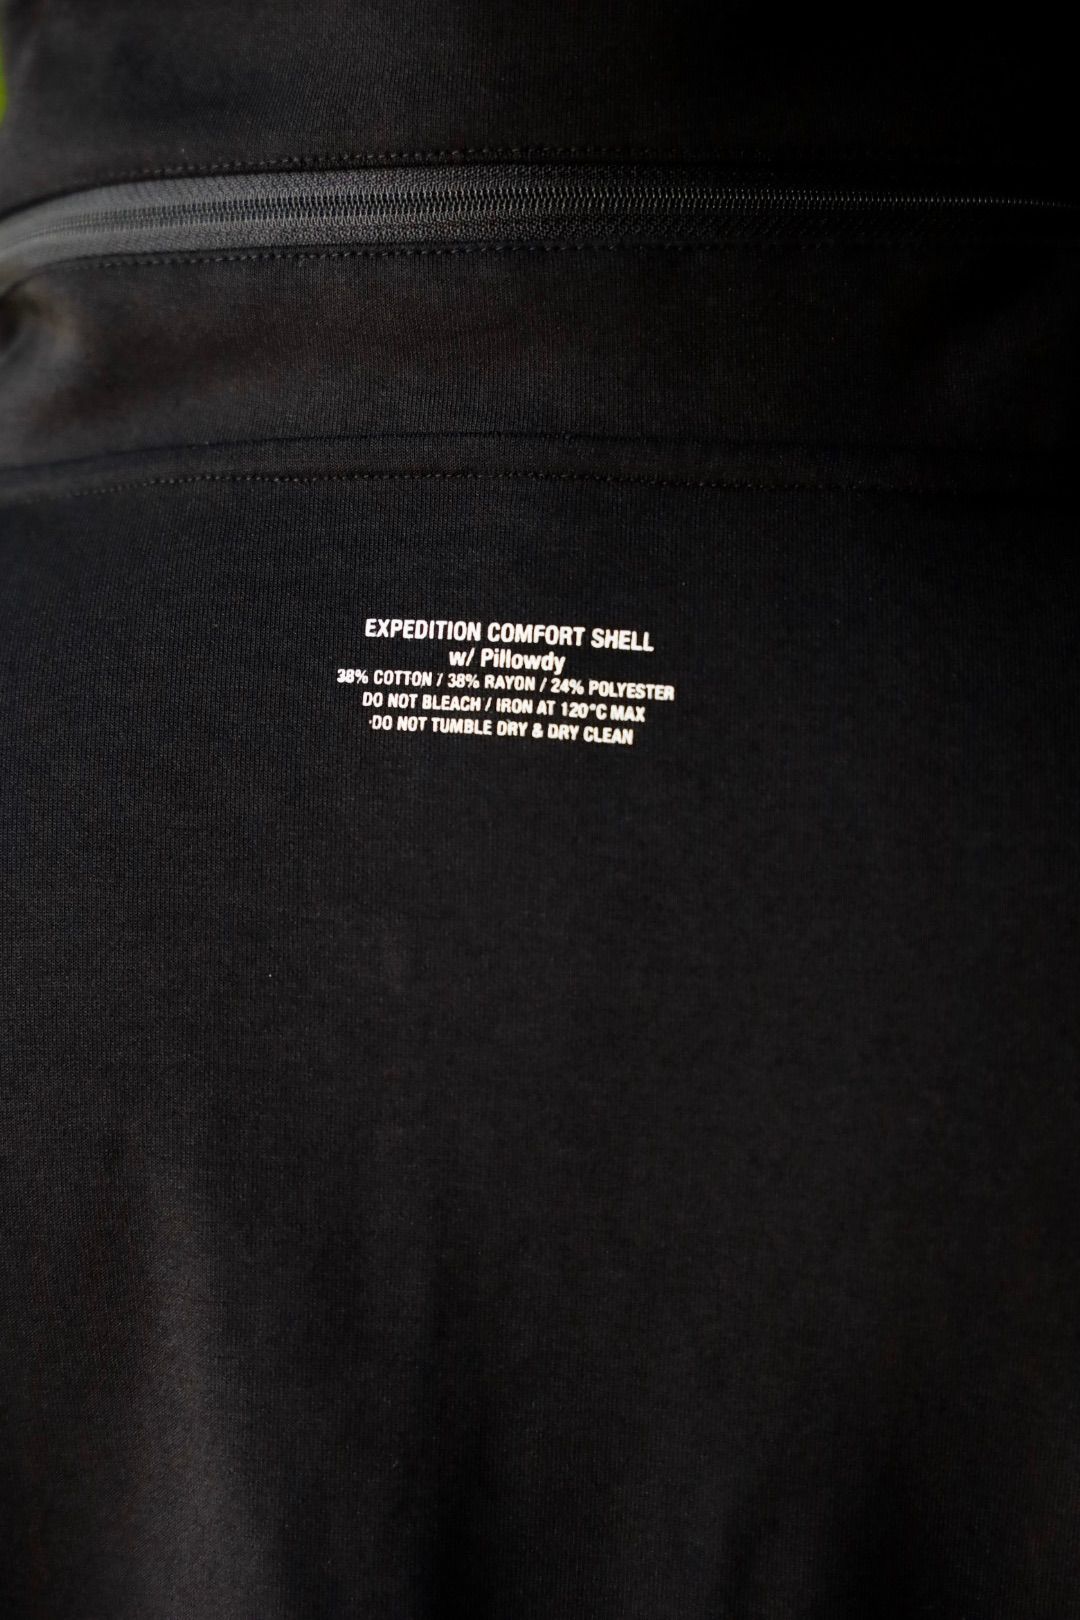 EXPEDITION COMFORT SHELL
w/ Pillowdy
38% COTTON / 38% RAYON / 24% POLYESTER
DO NOT BLEACH / IRON AT 120°C MAX
DO NOT TUMBLE DRY & DRY CLEAN